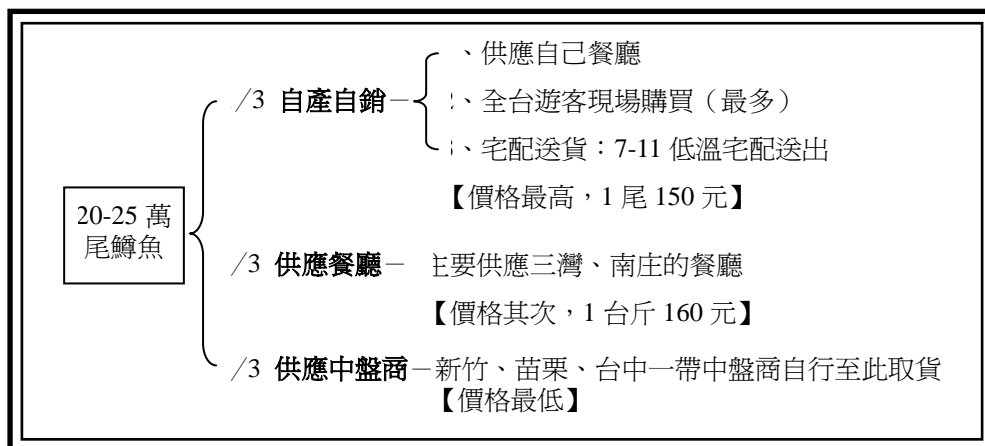 、供應自己餐廳
/3 自產自銷－
、全台遊客現場購買（最多）
、宅配送貨：7-11 低溫宅配送出
【價格最高，1 尾 150 元】
20-25 萬
尾鱒魚
/3 供應餐廳－ 主要供應三灣、南庄的餐廳
【價格其次，1 台斤 160 元】
/3 供應中盤商－新竹、苗栗、台中一帶中盤商自行至此取貨
【價格最低】